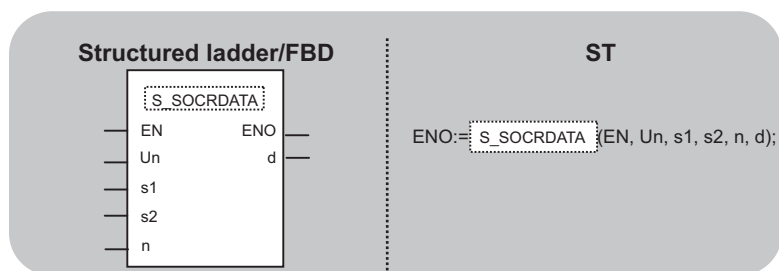 Structured ladder/FBD
S_SOCRDATA
EN ENO
Un d
s1
s2
n
ST
ENO:= S_SOCRDATA (EN, Un, s1, s2, n, d);